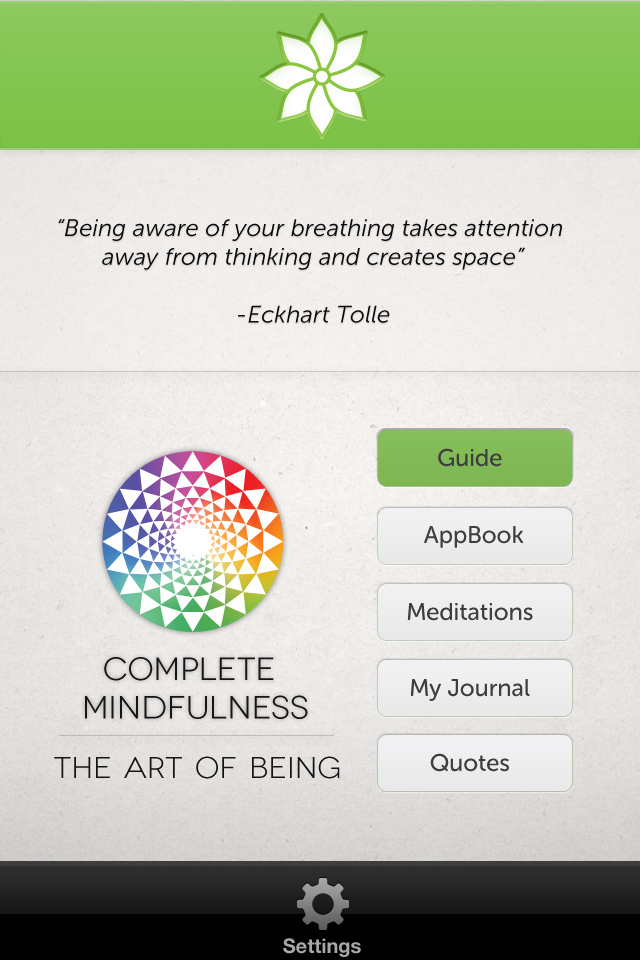 “Being aware of your breathing takes attention
away from thinking and creates space”
-Eckhart Tolle
Guide
AppBook
Meditations
My Journal
Quotes
COMPLETE
MINDFULNESS
THE ART OF BEING
Settings